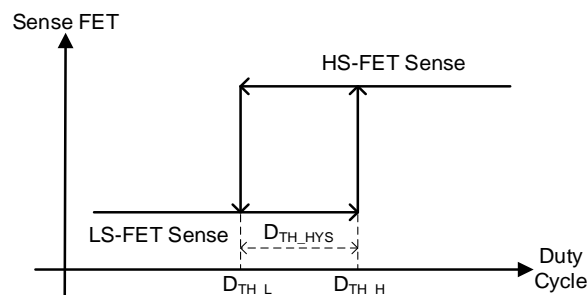 Sense FET
HS-FET Sense
LS-FET Sense
DTH_HYS
Duty
Cycle
DTH_L
DTH_H